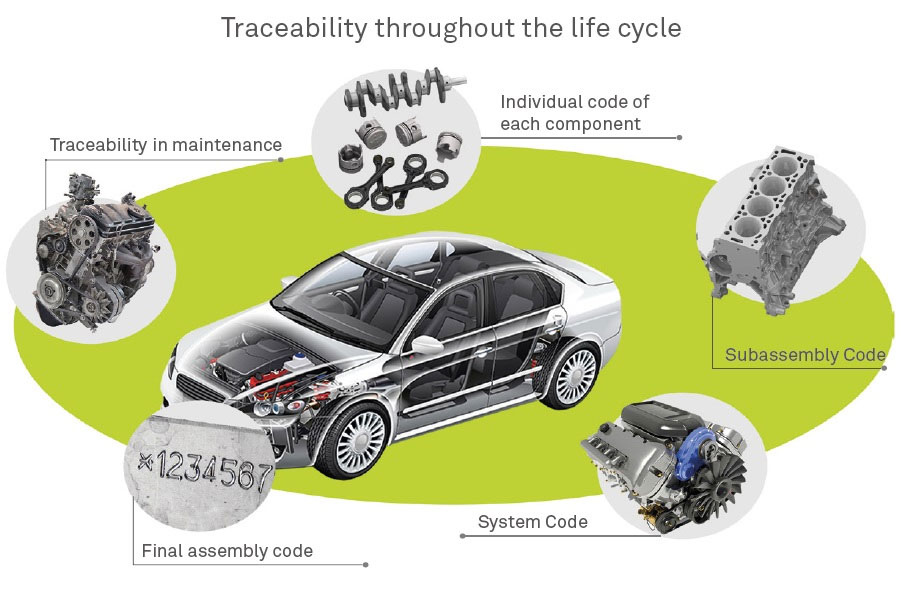 Traceability throughout the life cycle
Individual code of
each component
Traceability in maintenance
Subassembly Code
*1234567
System Code
Final assembly code